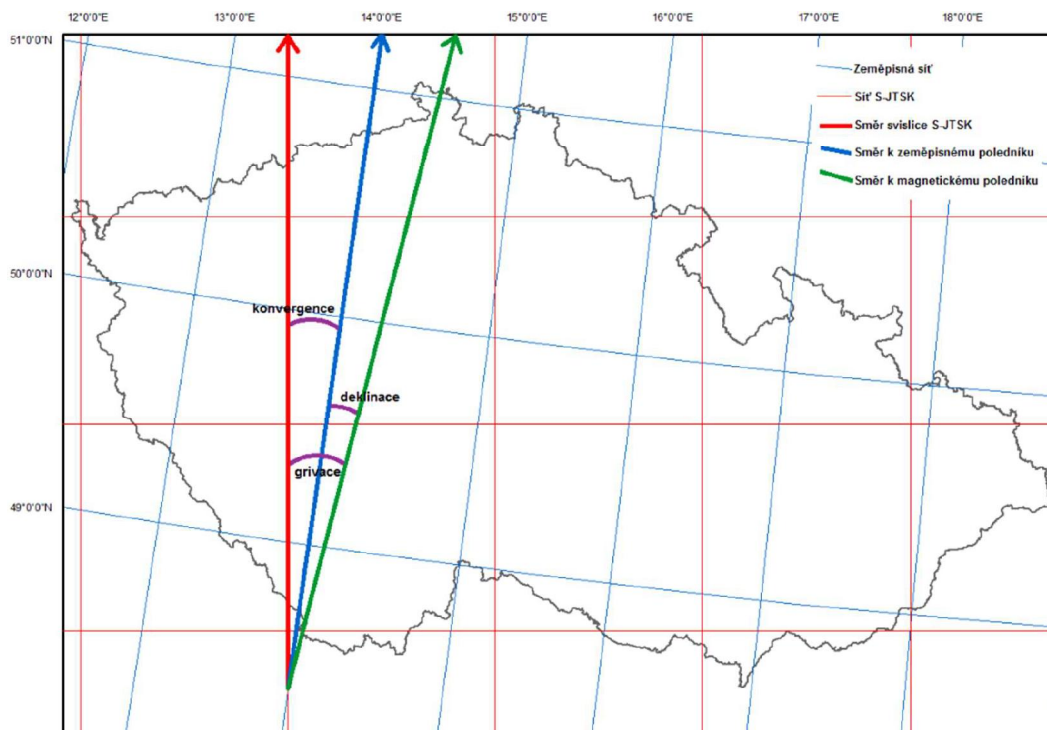 12°0'0"E 13°0'0"E 14°0'0"E 15°0'0"E 16°0'0"E 17°0'0"E 18°0'0"E
51°0'0"N
Zeměpisná síť
Síť S-JTSK
Směr svislice S-JTSK
Směr k zeměpisnému poledníku
Směr k magnetickému poledníku
50°0'0"N
konvergence
deklinace
grivace
49°0'0"N